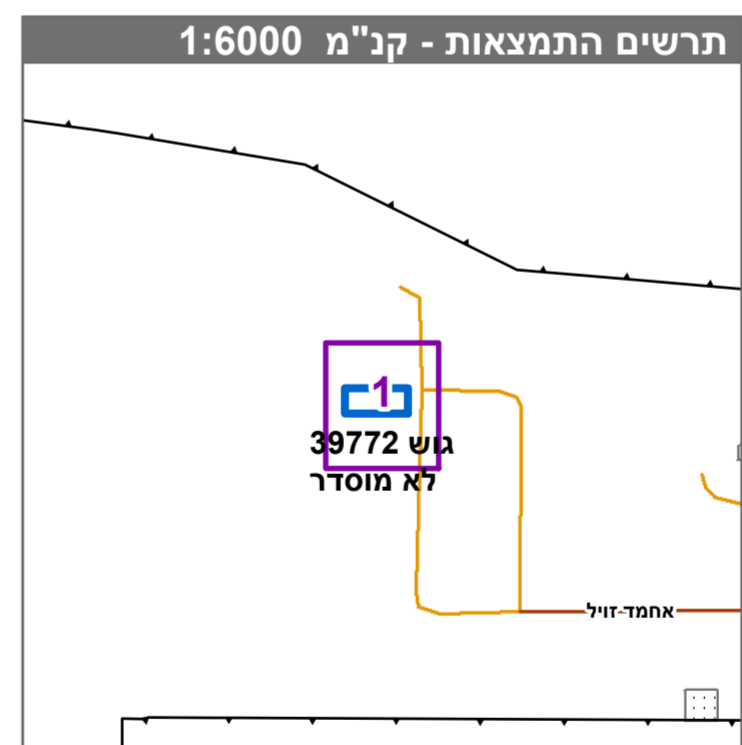 תרשים התמצאות - קנ"מ 1:6000
1
גוש 39772
לא מוסדר
אחמד זויל